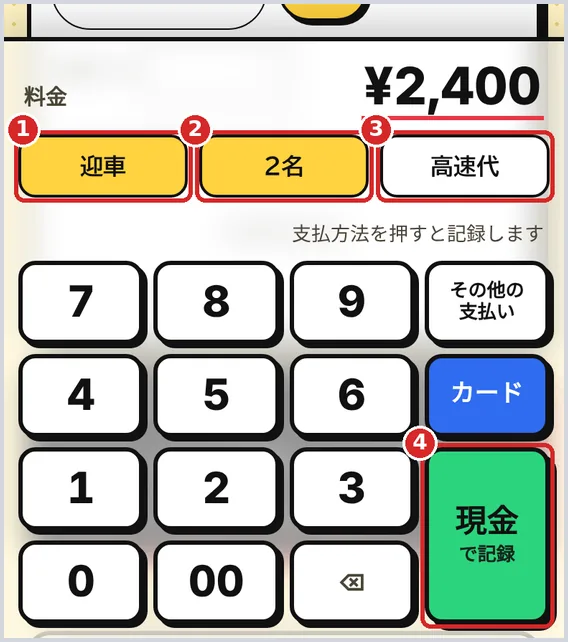 料金
¥2,400
1
2
3
迎車
2名
高速代
支払方法を押すと記録します
7
8
9
その他の
支払い
4
5
6
カード
4
1
2
3
現金
で記録
0
00